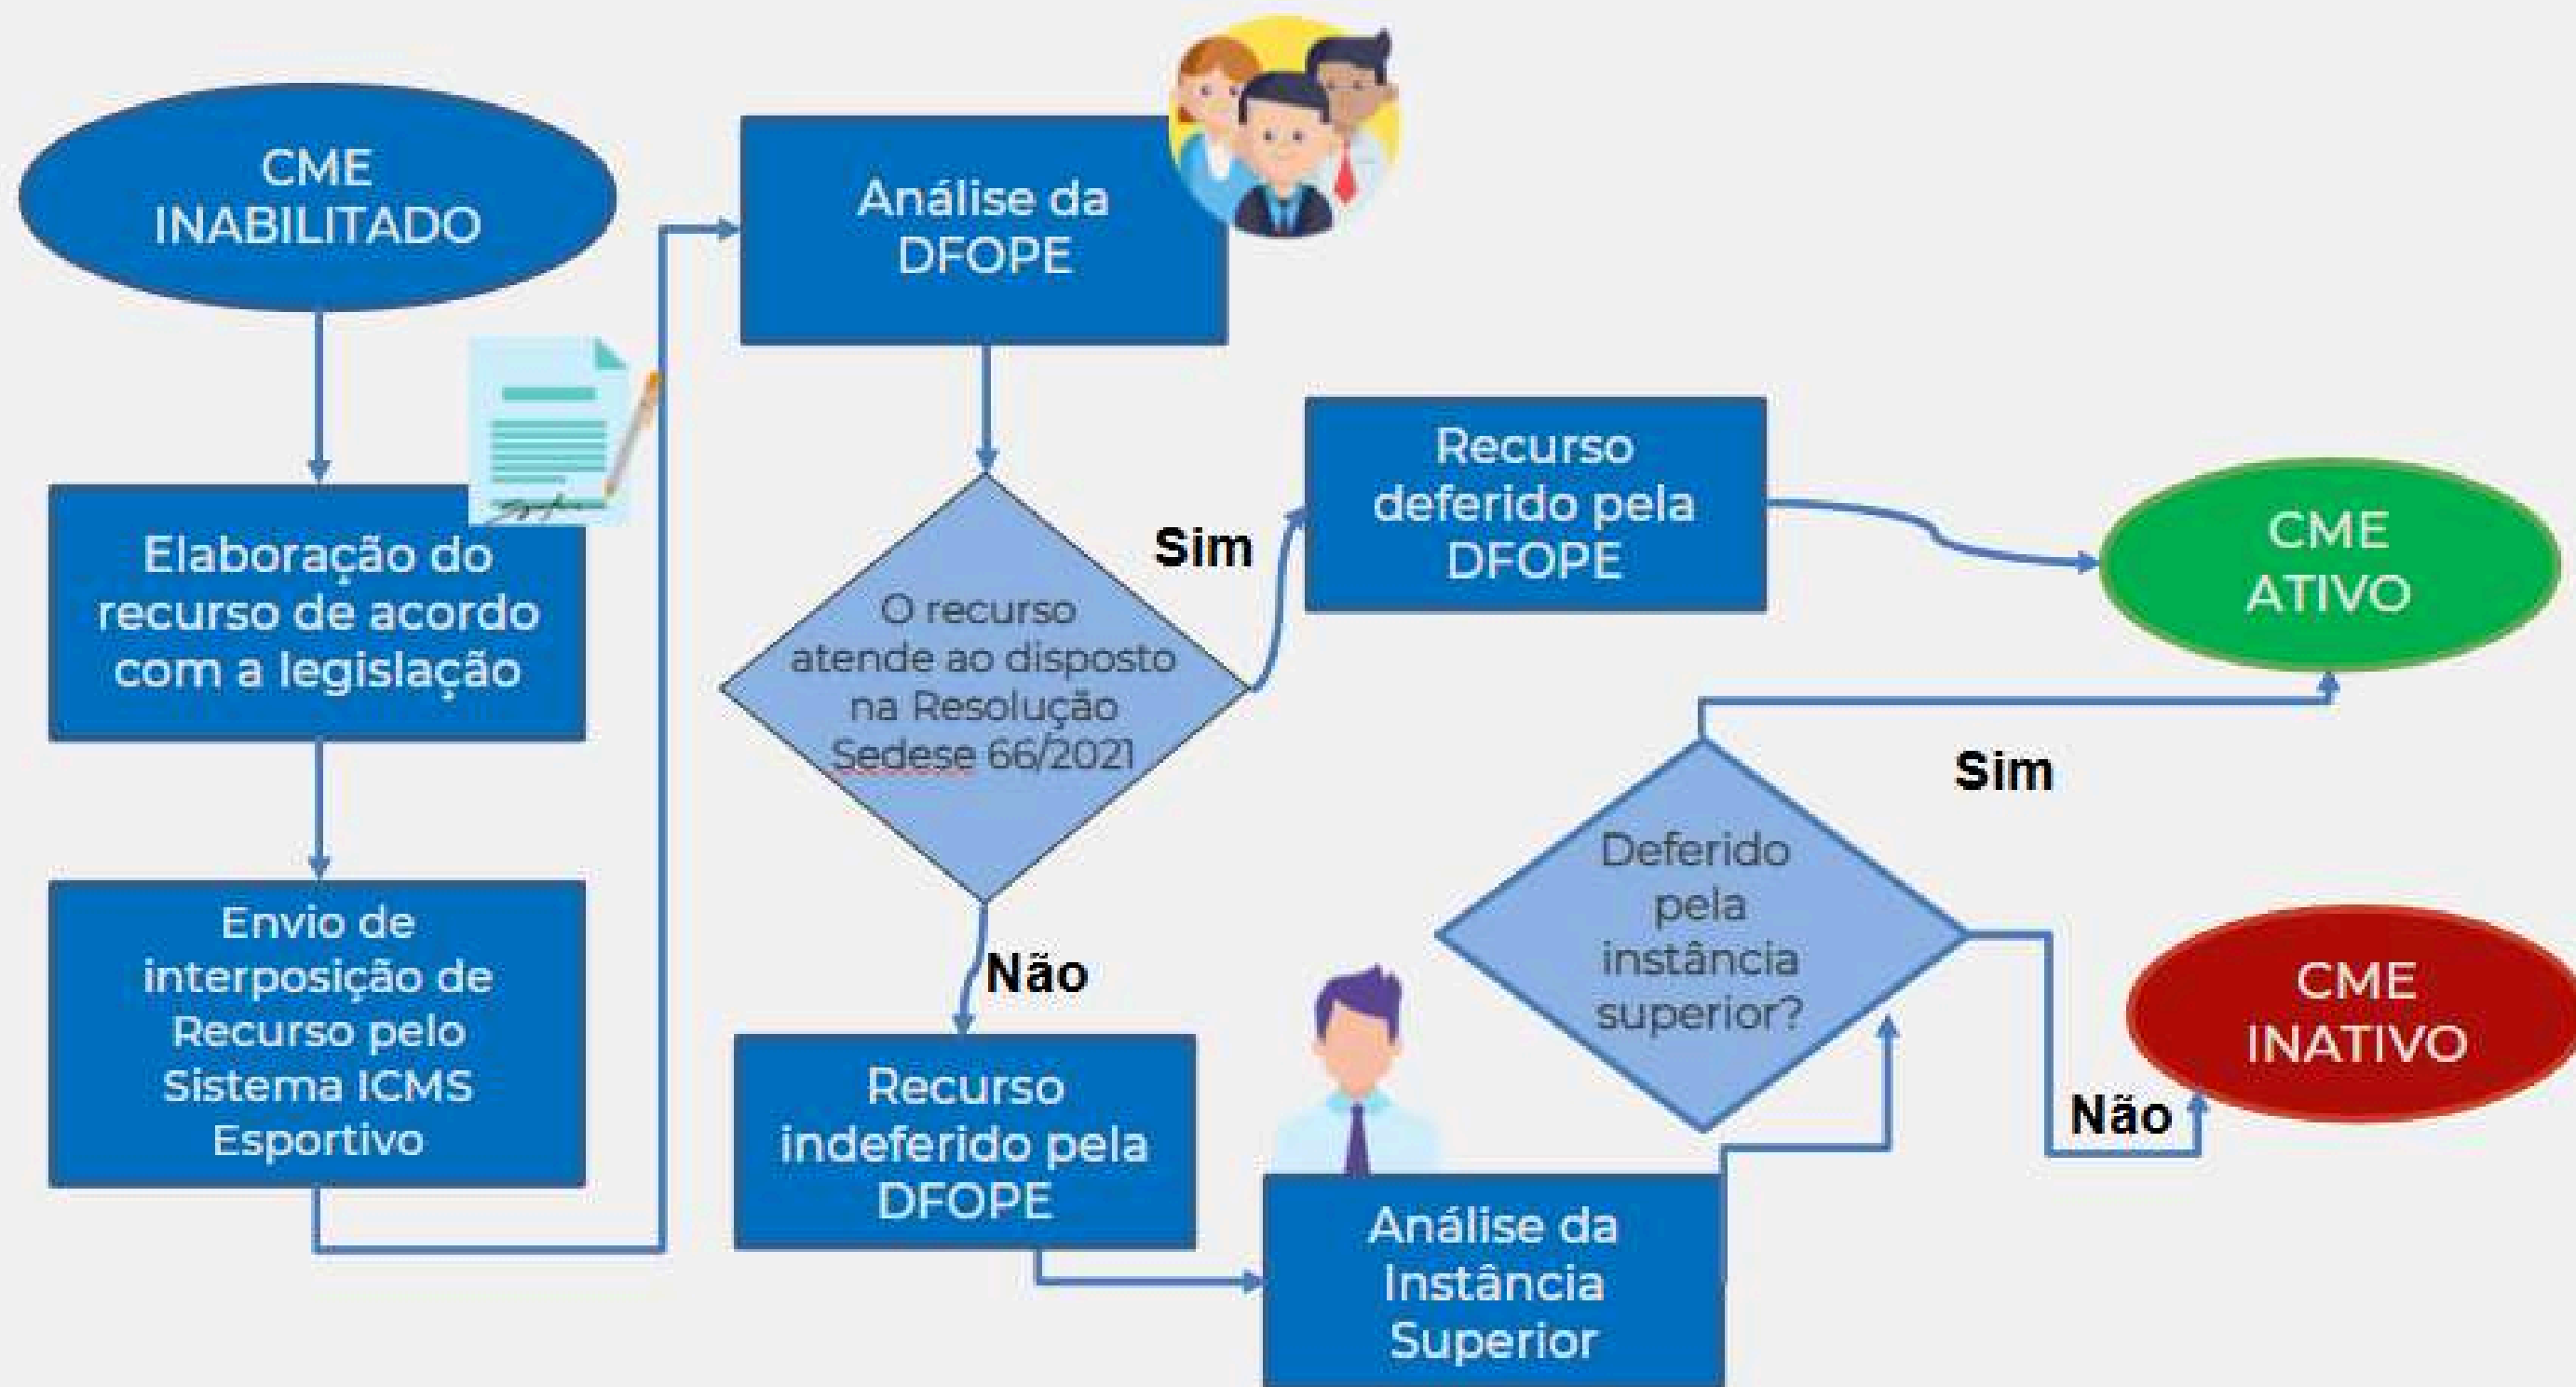 CME
INABILITADO
Elaboração do
recurso de acordo
com a legislação
Envio de
interposição de
Recurso pelo
Sistema ICMS
Esportivo
Análise da
DFOPE
O recurso
atende ao disposto
na Resolução
Sedese 66/2021
Sim
Recurso
deferido pela
DFOPE
CME
ATIVO
Não
Recurso
indeferido pela
DFOPE
Análise da
Instância
Superior
Deferido
pela
instância
superior?
Sim
Não
CME
INATIVO